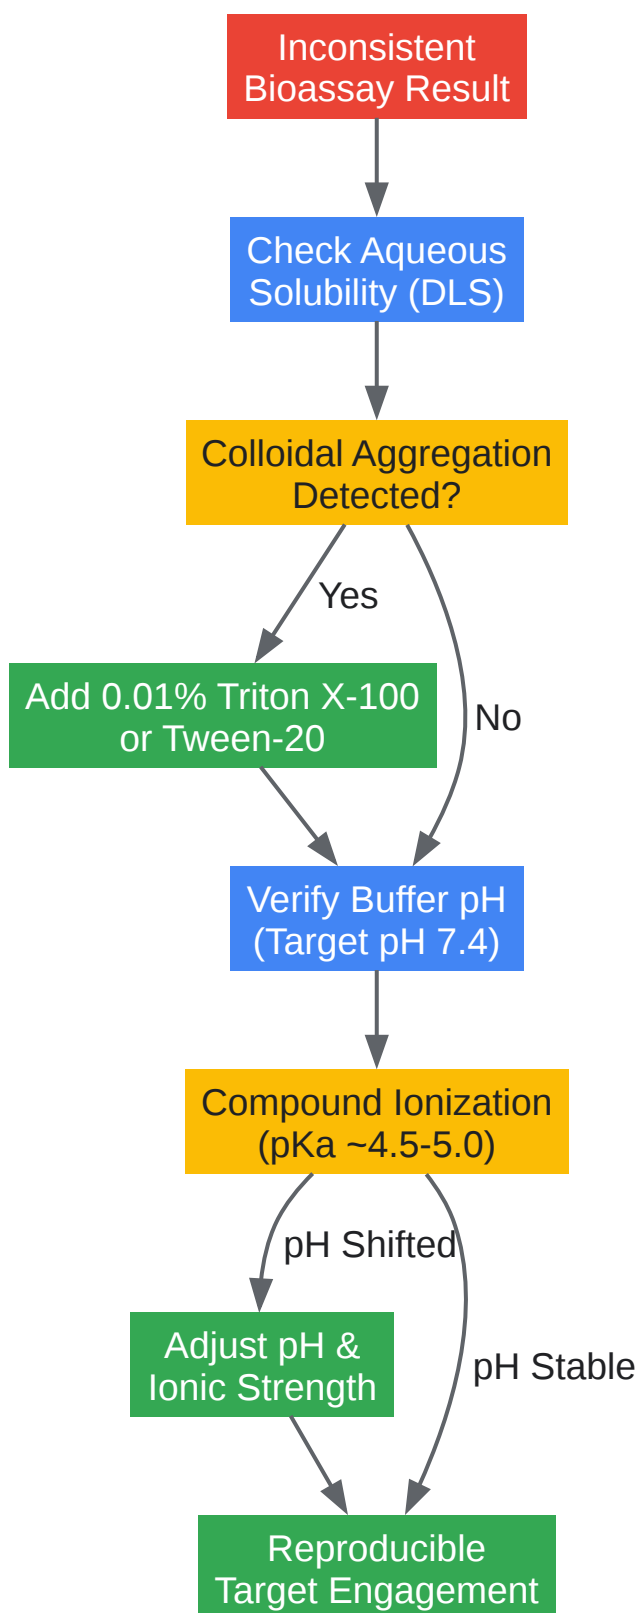 Inconsistent
Bioassay Result
Check Aqueous
Solubility (DLS)
Colloidal Aggregation
Detected?
Yes
Add 0.01% Triton X-100
or Tween-20
No
Verify Buffer pH
(Target pH 7.4)
Compound Ionization
(pKa ~4.5-5.0)
pH Shifted
Adjust pH &
Ionic Strength
pH Stable
Reproducible
Target Engagement